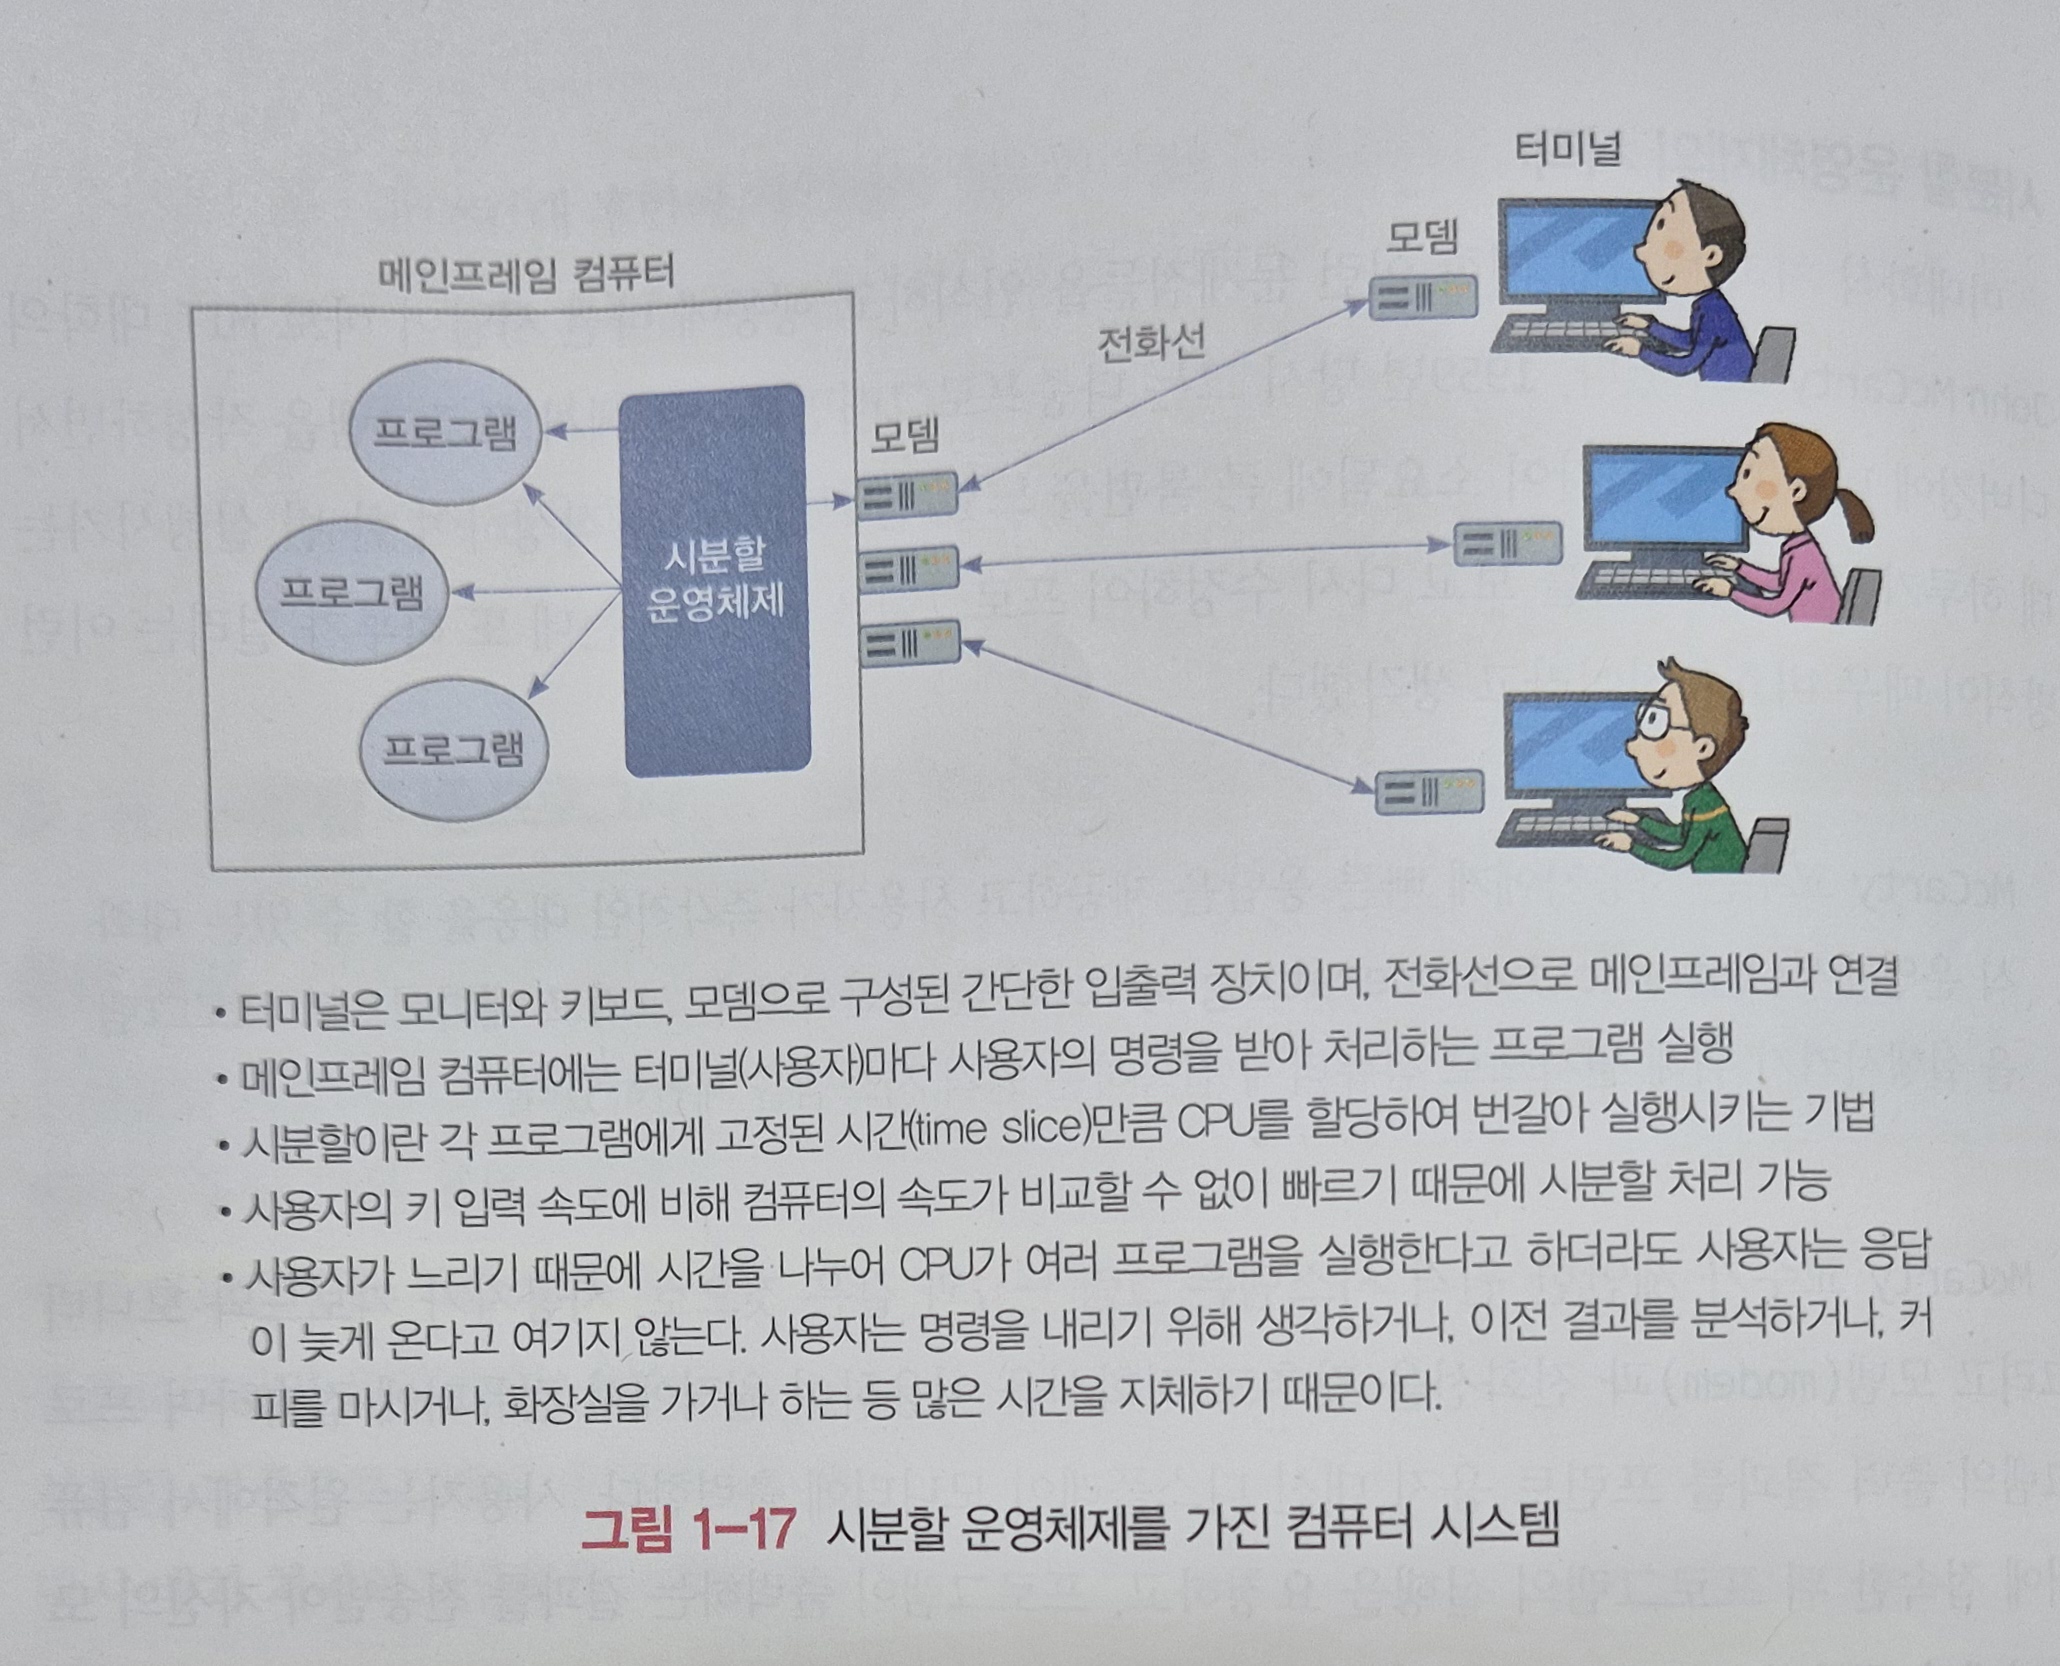 터미널
모뎀
메인프레임 컴퓨터
전화선
프로그램
모뎀
시분할
운영체제
프로그램
프로그램
• 터미널은 모니터와 키보드, 모뎀으로 구성된 간단한 입출력 장치이며, 전화선으로 메인프레임과 연결
• 메인프레임 컴퓨터에는 터미널(사용자)마다 사용자의 명령을 받아 처리하는 프로그램 실행
• 시분할이란 각 프로그램에게 고정된 시간(time slice)만큼 CPU를 할당하여 번갈아 실행시키는 기법
• 사용자의 키 입력 속도에 비해 컴퓨터의 속도가 비교할 수 없이 빠르기 때문에 시분할 처리 가능
• 사용자가 느리기 때문에 시간을 나누어 CPU가 여러 프로그램을 실행한다고 하더라도 사용자는 응답
이 늦게 온다고 여기지 않는다. 사용자는 명령을 내리기 위해 생각하거나, 이전 결과를 분석하거나, 커
피를 마시거나, 화장실을 가거나 하는 등 많은 시간을 지체하기 때문이다.
그림 1-17 시분할 운영체제를 가진 컴퓨터 시스템